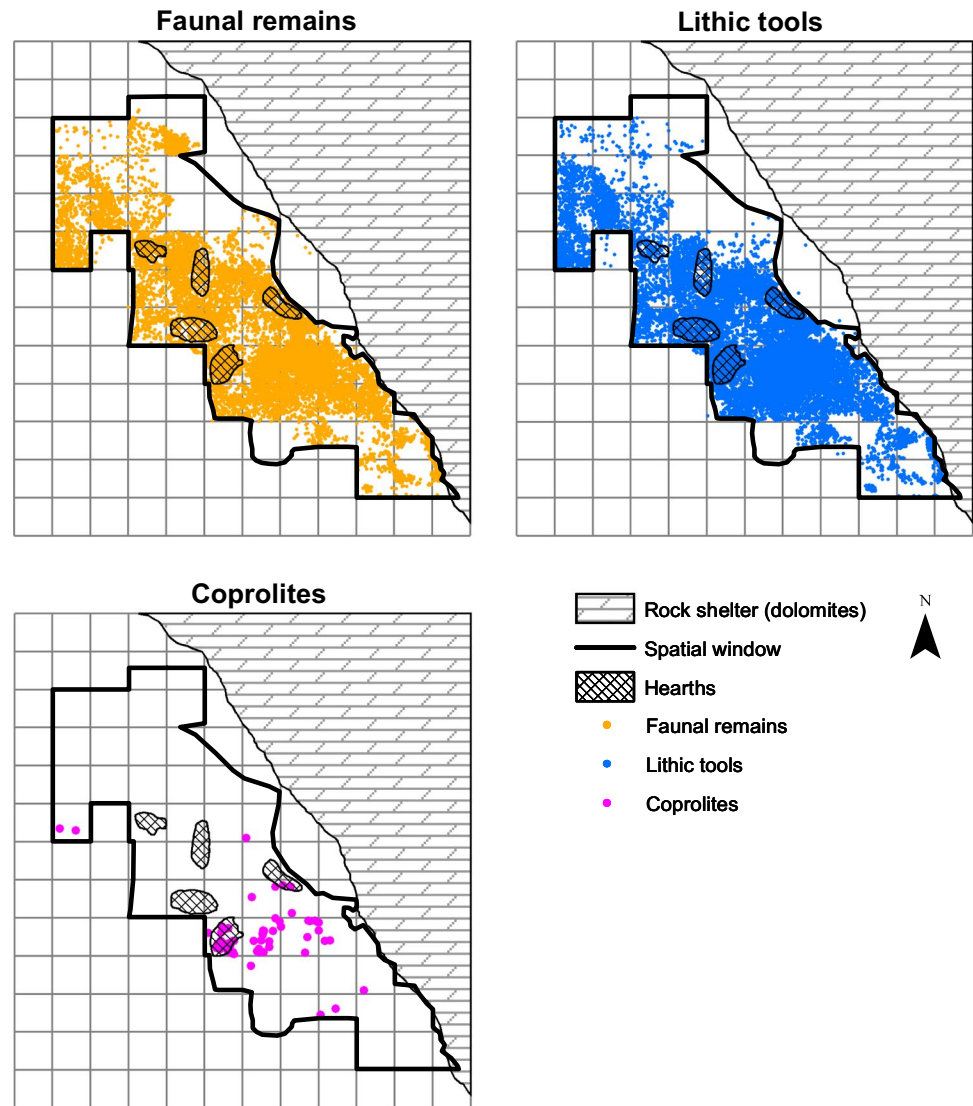 Faunal remains
Lithic tools
Coprolites
Rock shelter (dolomites)
Spatial window
Hearths
Faunal remains
Lithic tools
Coprolites
N